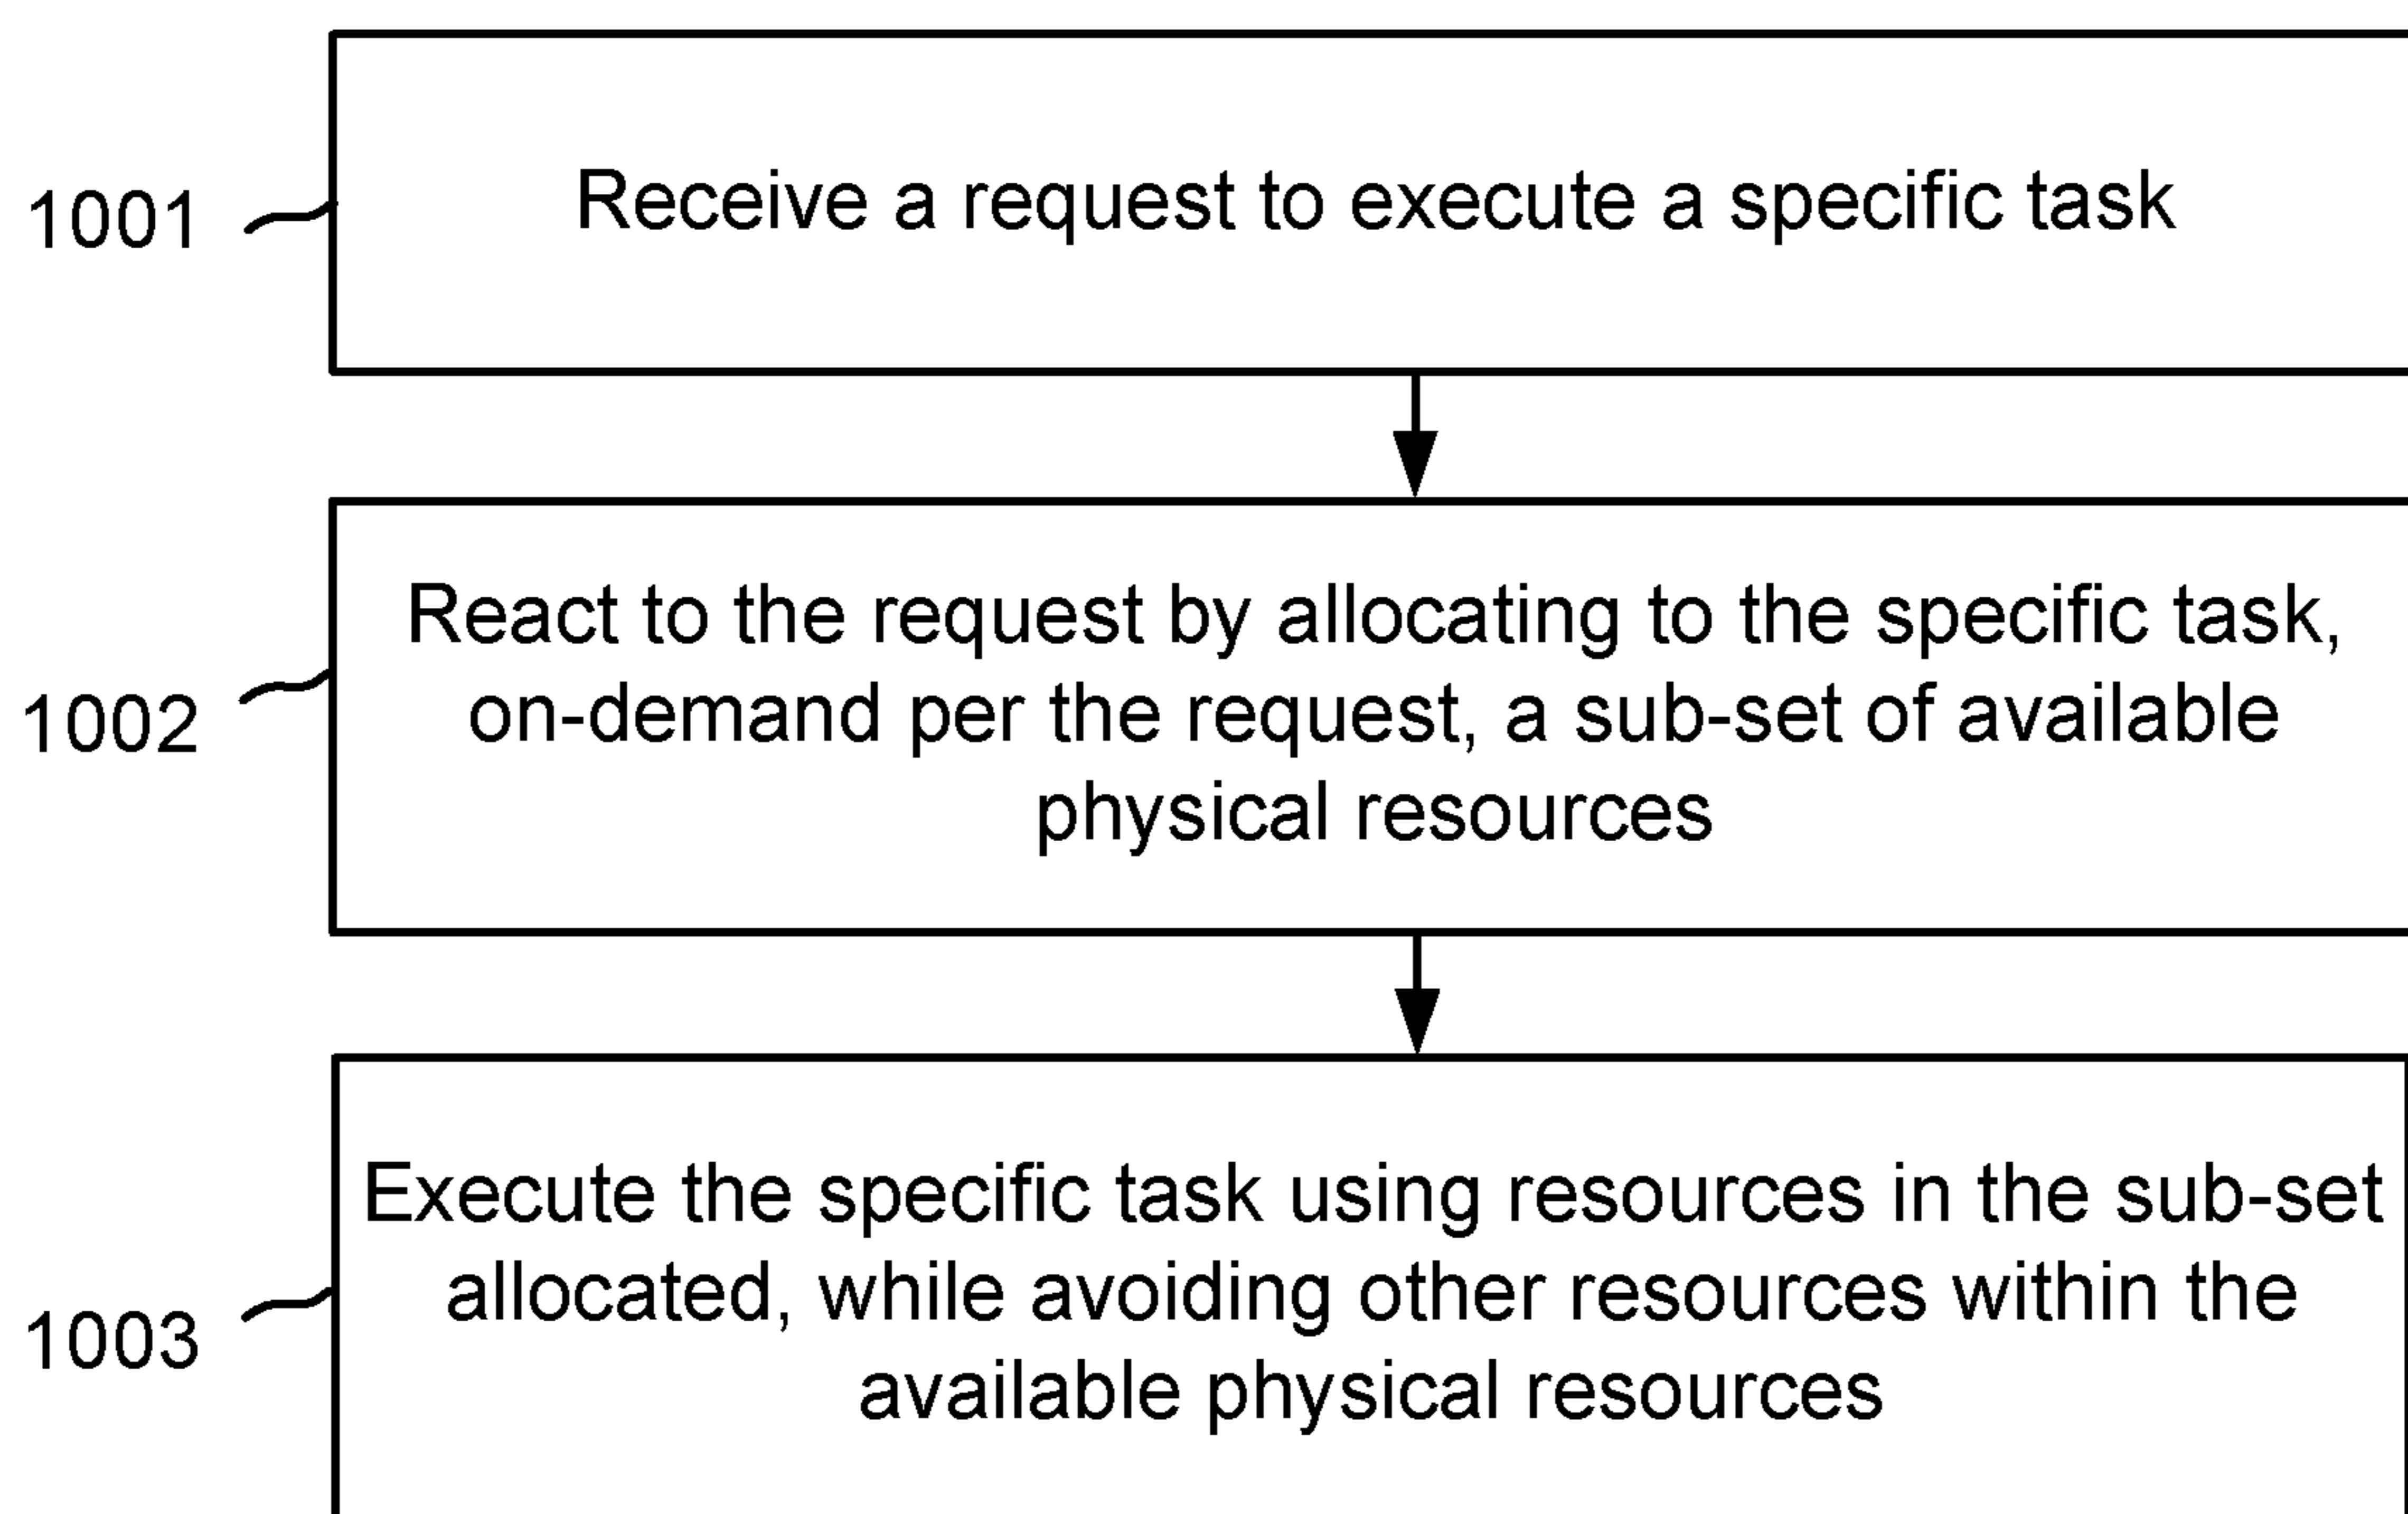 1001
Receive a request to execute a specific task
1002
React to the request by allocating to the specific task,
on-demand per the request, a sub-set of available
physical resources
1003
Execute the specific task using resources in the sub-set
allocated, while avoiding other resources within the
available physical resources